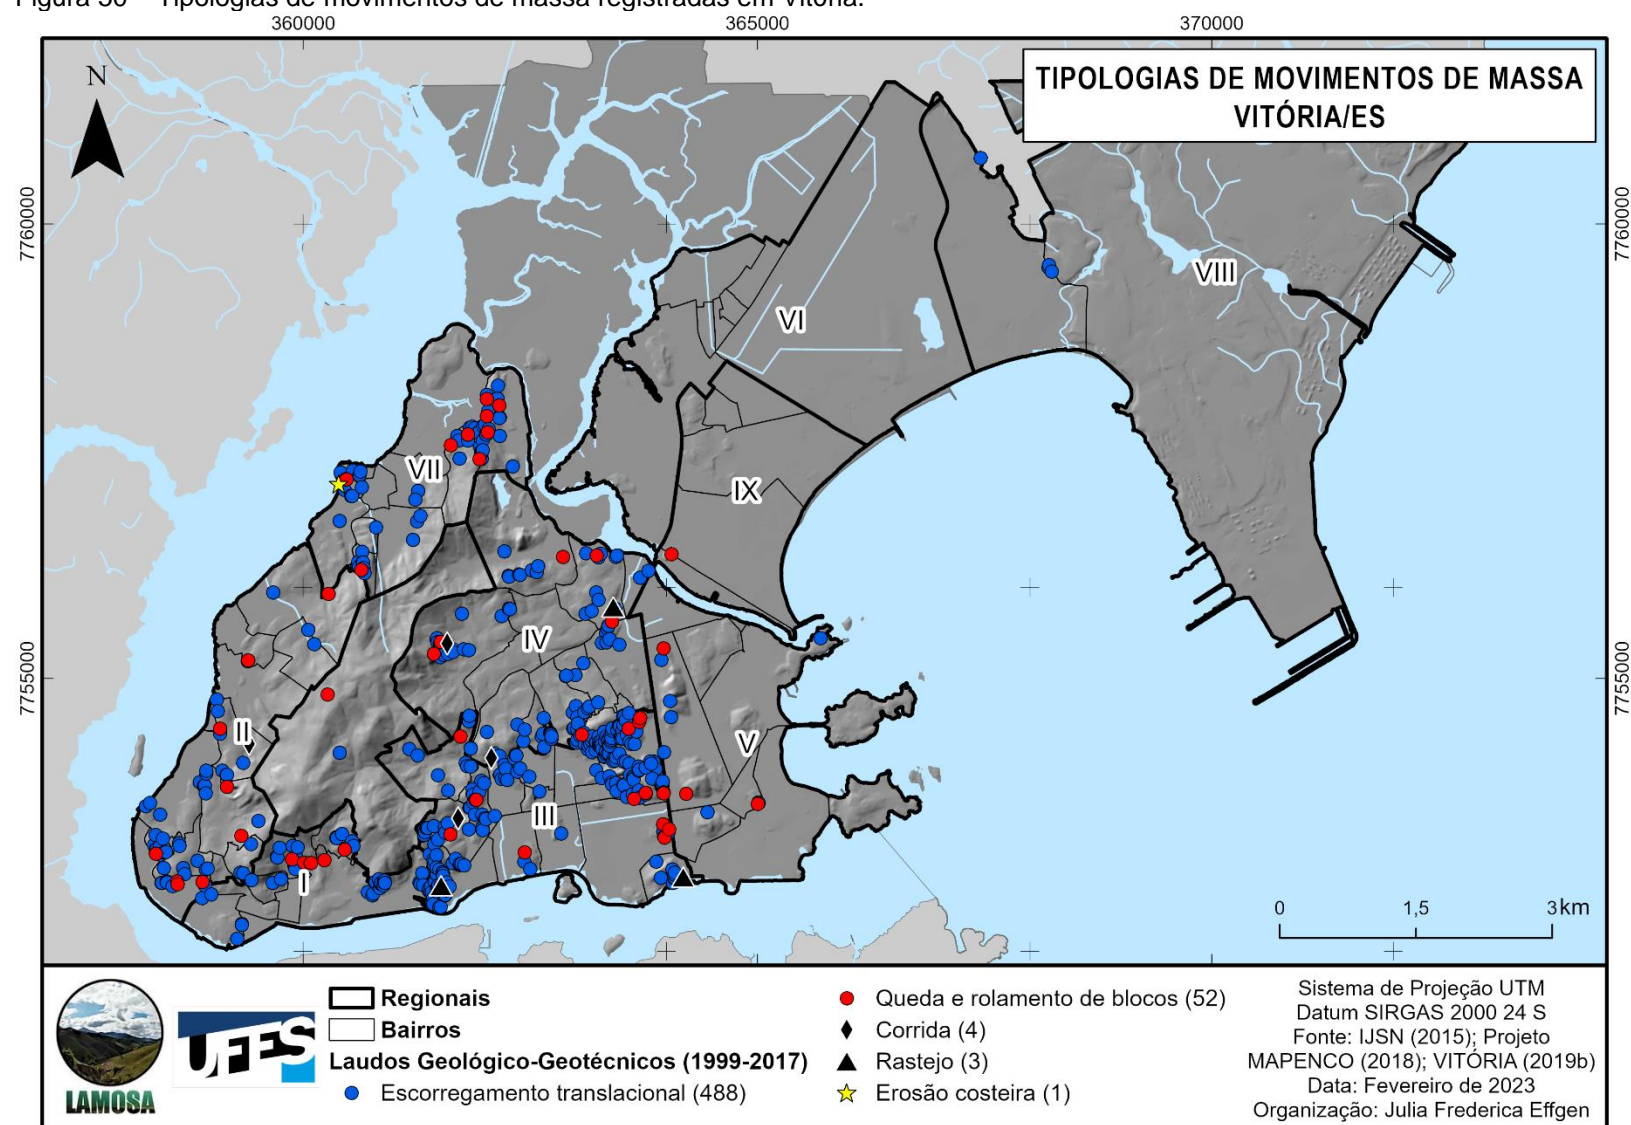 Figura 30 – Tipologias de movimentos de massa registradas em Vitória.
360000
365000
370000
N
TIPOLOGIAS DE MOVIMENTOS DE MASSA
VITÓRIA/ES
7760000
7760000
VIII
VI
VII
IX
IV
7755000
7755000
II
V
III
I
0 1,5 3 km
Regionais
Bairros
Laudos Geológico-Geotécnicos (1999-2017)
Escorregamento translacional (488)
Queda e rolamento de blocos (52)
Corrida (4)
Rastejo (3)
Erosão costeira (1)
Sistema de Projeção UTM
Datum SIRGAS 2000 24 S
Fonte: IJSN (2015); Projeto
MAPENCO (2018); VITÓRIA (2019b)
Data: Fevereiro de 2023
Organização: Julia Frederica Effgen
LAMOSA
UFES